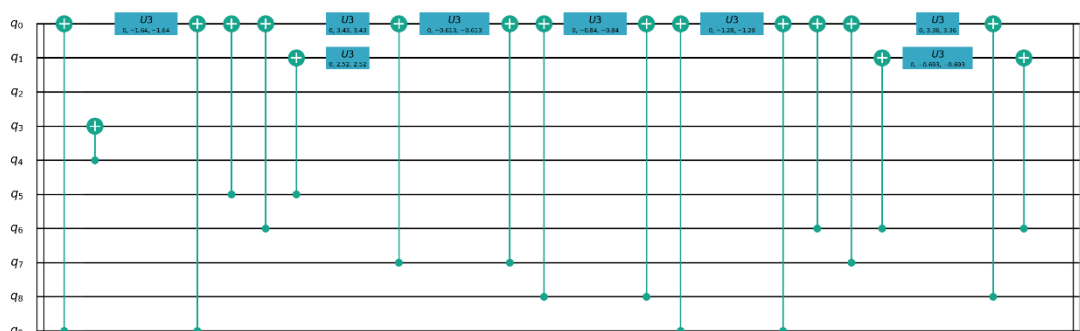 q0 U3 U3 U3 U3 U3 U3
0, −1.64, −1.64 0, 3.43, 3.43 0, −0.613, −0.613 0, −0.84, −0.84 0, −1.28, −1.28 0, 3.36, 3.36
q1 U3 U3
0, 2.52, 2.52 0, −0.693, −0.693
q2
q3
q4
q5
q6
q7
q8